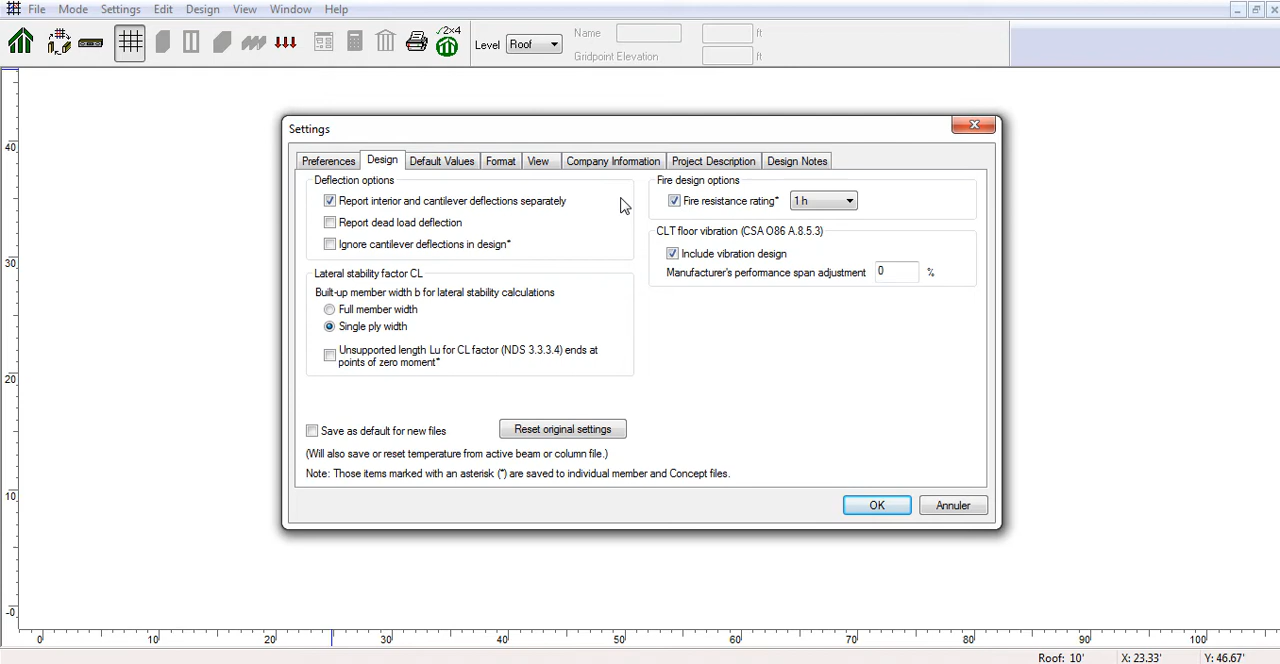 File Mode Settings Edit Design View Window Help
√2×4
Level Roof Name ft
Gridpoint Elevation ft
Settings
Preferences Design Default Values Format View Company Information Project Description Design Notes
Deflection options
Report interior and cantilever deflections separately
Report dead load deflection
Ignore cantilever deflections in design*
Lateral stability factor CL
Built-up member width b for lateral stability calculations
Full member width
Single ply width
Unsupported length Lu for CL factor (NDS 3.3.3.4) ends at
points of zero moment*
Fire design options
Fire resistance rating* 1 h
CLT floor vibration (CSA O86 A.8.5.3)
Include vibration design
Manufacturer's performance span adjustment 0 %
Save as default for new files Reset original settings
(Will also save or reset temperature from active beam or column file.)
Note: Those items marked with an asterisk (*) are saved to individual member and Concept files.
OK Annuler
40
30
20
10
-0
0 10 20 30 40 50 60 70 80 90 100
Roof: 10' X: 23.33' Y: 46.67'